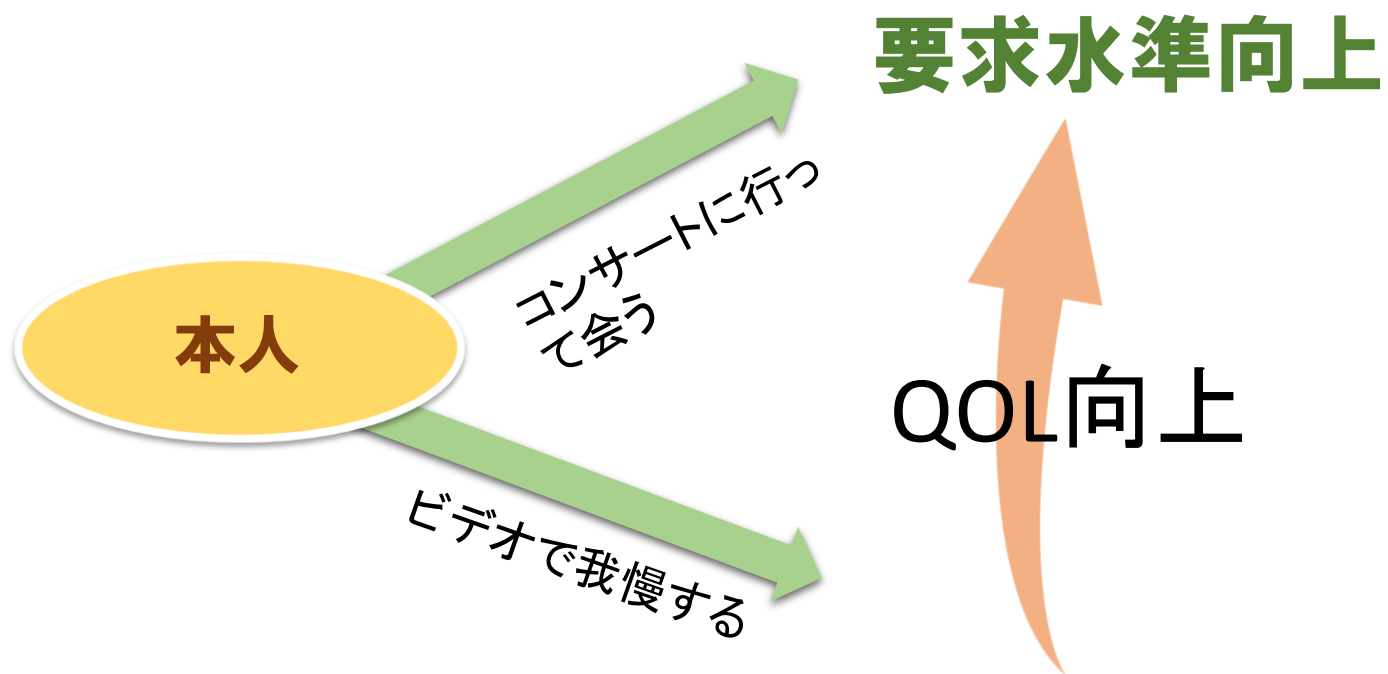 要求水準向上
コンサートに行っ
て会う
本人
QOL向上
ビデオで我慢する